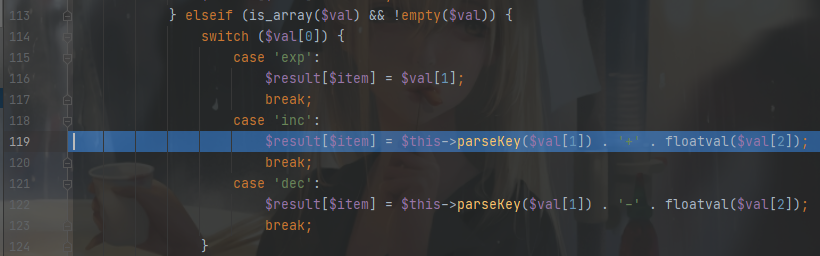 113 } elseif (is_array($val) && !empty($val)) {
114 switch ($val[0]) {
115 case 'exp':
116 $result[$item] = $val[1];
117 break;
118 case 'inc':
119 $result[$item] = $this->parseKey($val[1]) . '+' . floatval($val[2]);
120 break;
121 case 'dec':
122 $result[$item] = $this->parseKey($val[1]) . '-' . floatval($val[2]);
123 break;
124 }